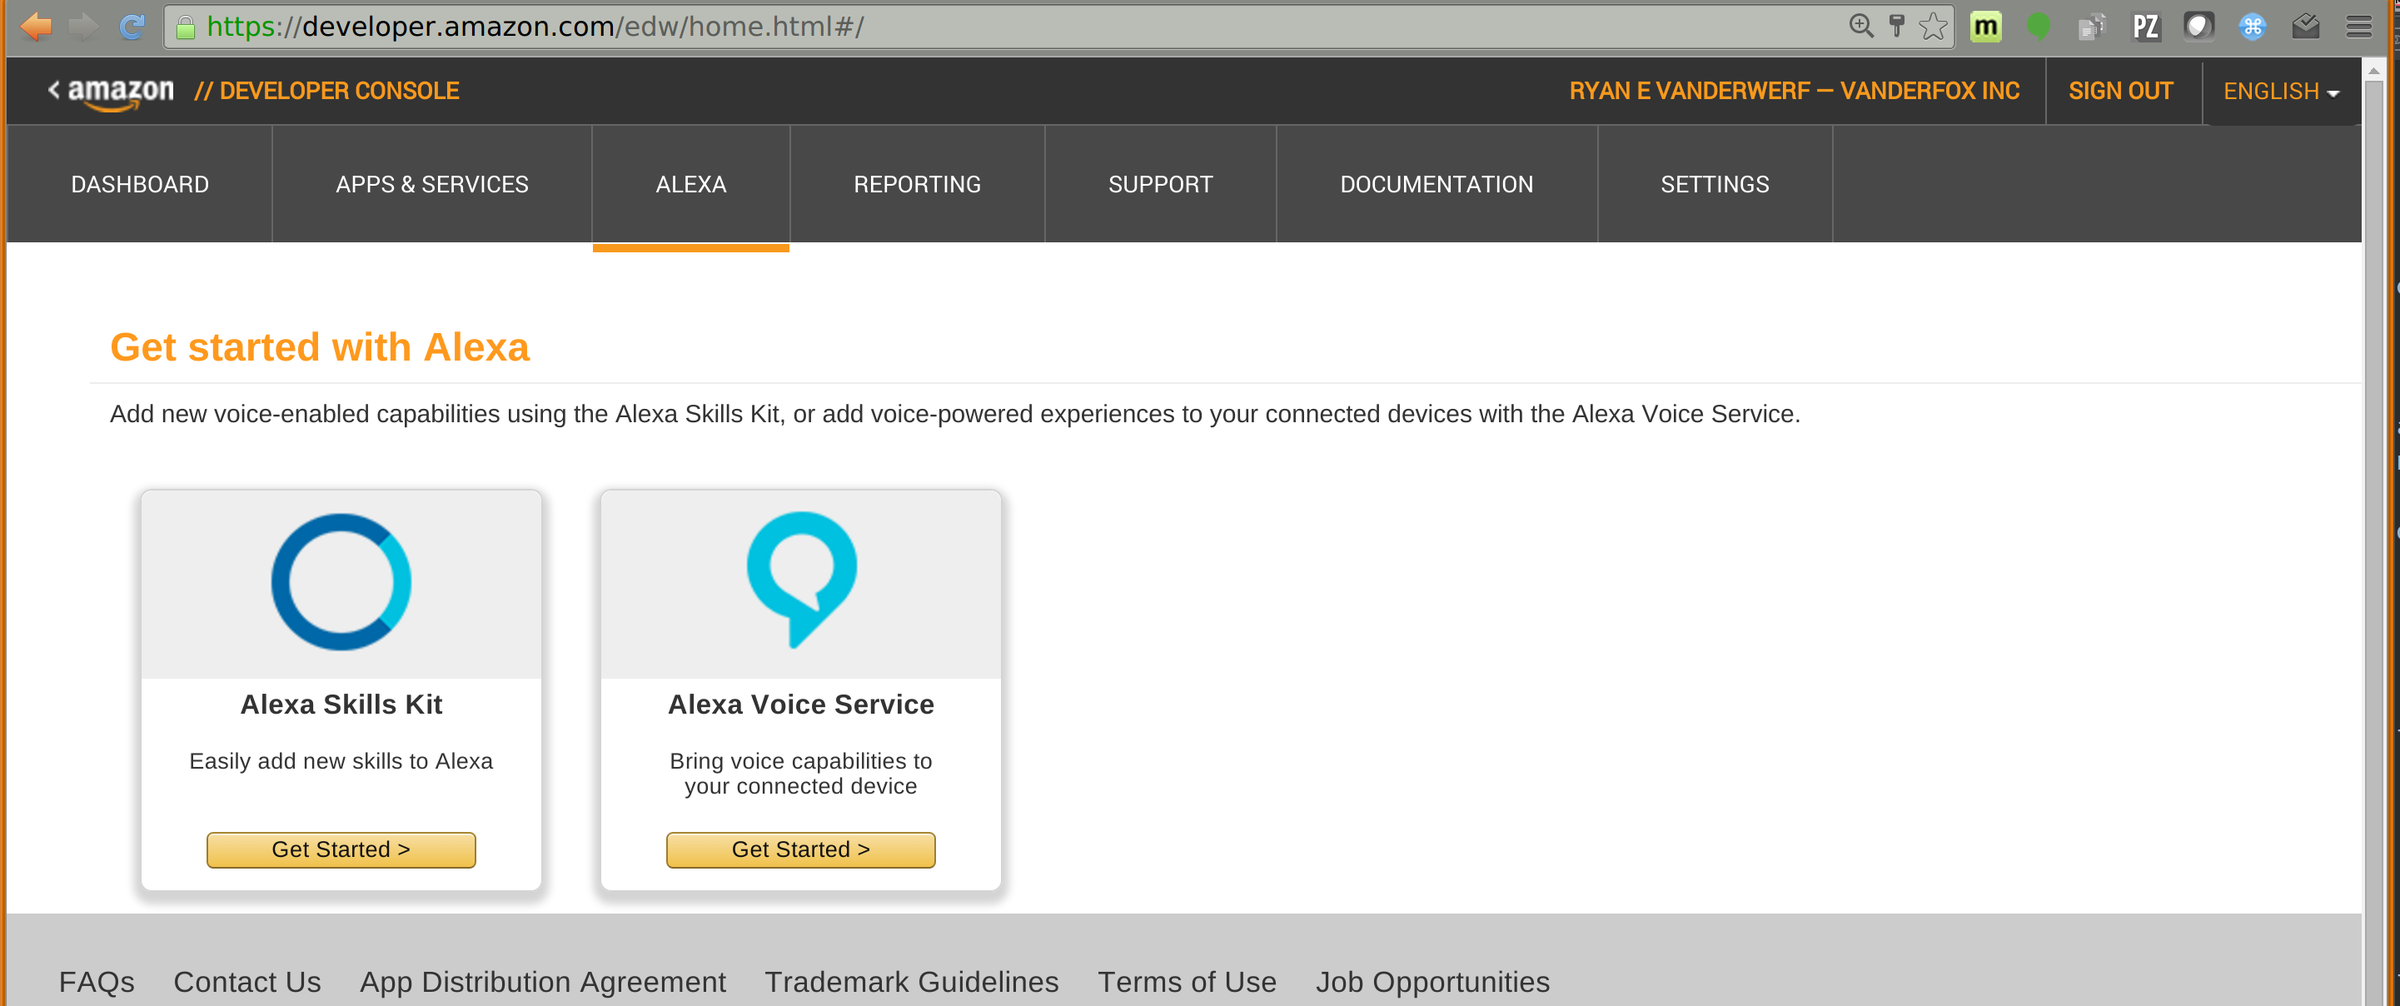 https://developer.amazon.com/edw/home.html#/
m
PZ
< amazon // DEVELOPER CONSOLE
RYAN E VANDERWERF — VANDERFOX INC
SIGN OUT
ENGLISH
DASHBOARD
APPS & SERVICES
ALEXA
REPORTING
SUPPORT
DOCUMENTATION
SETTINGS
Get started with Alexa
Add new voice-enabled capabilities using the Alexa Skills Kit, or add voice-powered experiences to your connected devices with the Alexa Voice Service.
Alexa Skills Kit
Easily add new skills to Alexa
Get Started >
Alexa Voice Service
Bring voice capabilities to
your connected device
Get Started >
FAQs
Contact Us
App Distribution Agreement
Trademark Guidelines
Terms of Use
Job Opportunities